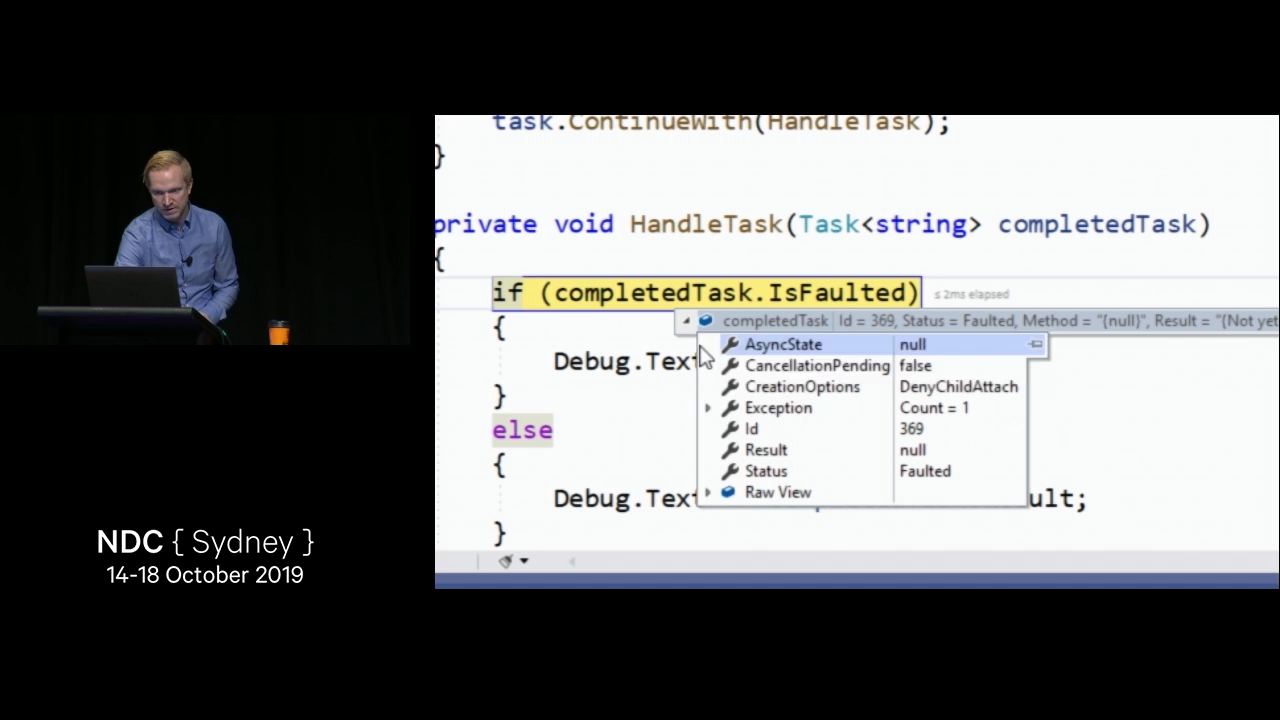 task.ContinueWith(HandleTask);
}
private void HandleTask(Task<string> completedTask)
{
if (completedTask.IsFaulted)
≤ 2ms elapsed
completedTask Id = 369, Status = Faulted, Method = "{null}", Result = "{Not yet
{
AsyncState null
Debug.Tex
CancellationPending false
CreationOptions DenyChildAttach
}
Exception Count = 1
else
Id 369
Result null
{
Status Faulted
Raw View
Debug.Tex ult;
}
NDC { Sydney }
14-18 October 2019